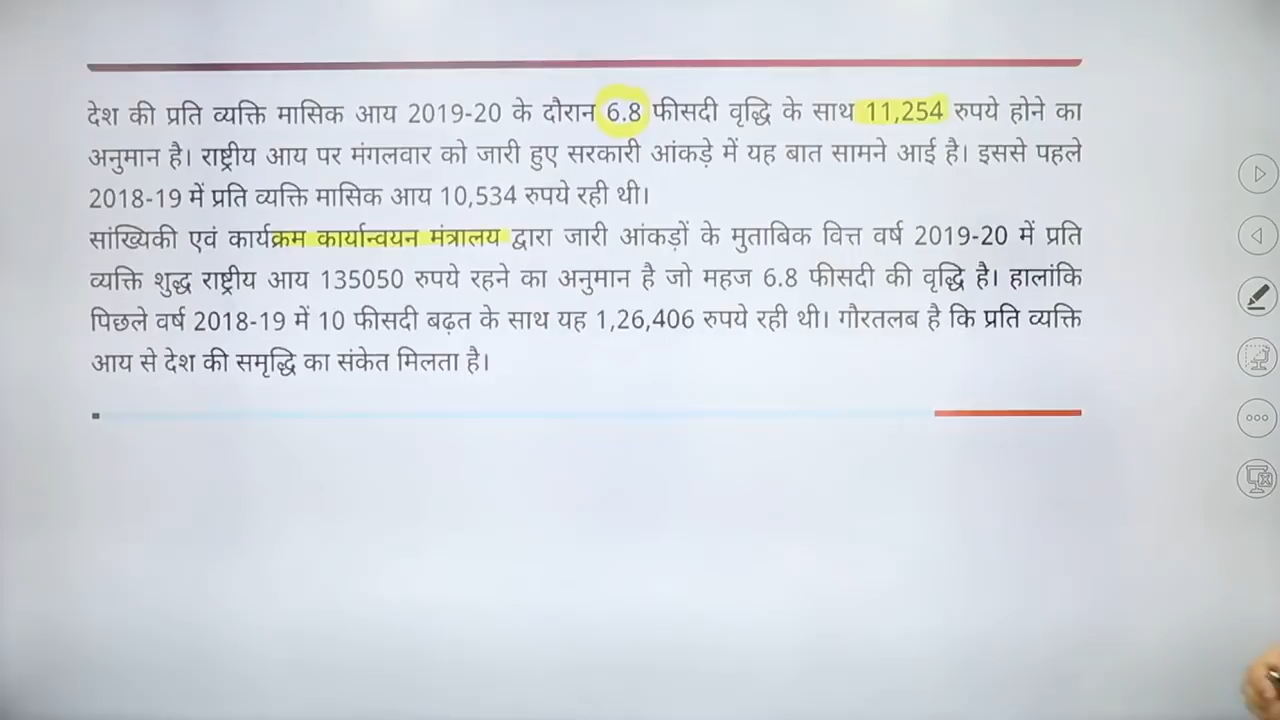 देश की प्रति व्यक्ति मासिक आय 2019-20 के दौरान 6.8 फीसदी वृद्धि के साथ 11,254 रुपये होने का
अनुमान है। राष्ट्रीय आय पर मंगलवार को जारी हुए सरकारी आंकड़े में यह बात सामने आई है। इससे पहले
2018-19 में प्रति व्यक्ति मासिक आय 10,534 रुपये रही थी।
सांख्यिकी एवं कार्यक्रम कार्यान्वयन मंत्रालय द्वारा जारी आंकड़ों के मुताबिक वित्त वर्ष 2019-20 में प्रति
व्यक्ति शुद्ध राष्ट्रीय आय 135050 रुपये रहने का अनुमान है जो महज 6.8 फीसदी की वृद्धि है। हालांकि
पिछले वर्ष 2018-19 में 10 फीसदी बढ़त के साथ यह 1,26,406 रुपये रही थी। गौरतलब है कि प्रति व्यक्ति
आय से देश की समृद्धि का संकेत मिलता है।